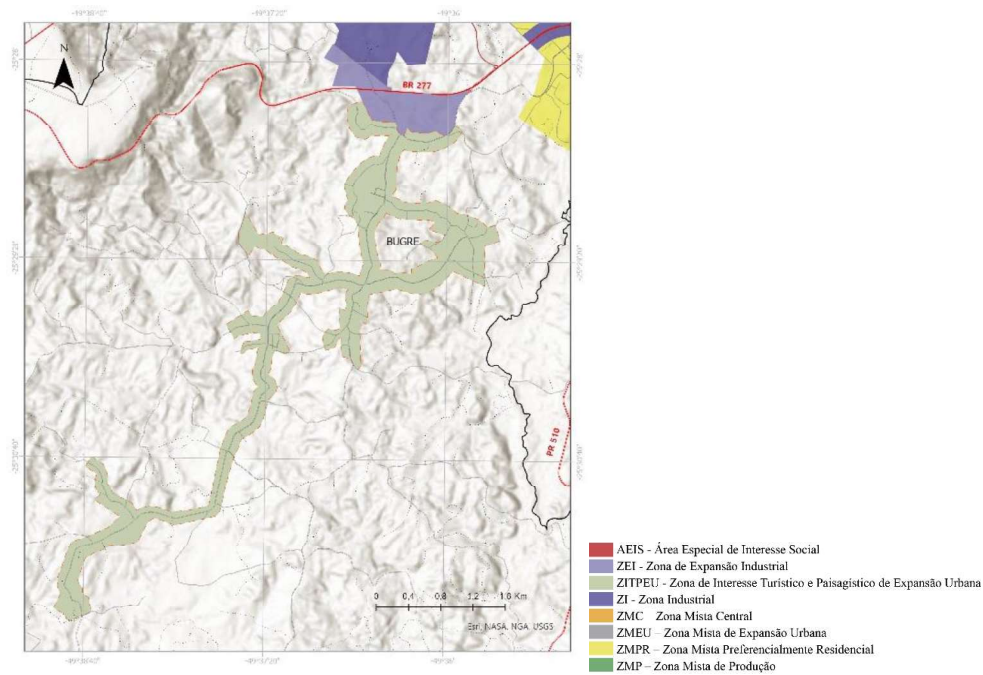 N
BR 277
BUGRE
PR 510
0 0,4 0,8 1,2 1,6 Km
Esri, NASA, NGA, USGS
AEIS - Área Especial de Interesse Social
ZEI - Zona de Expansão Industrial
ZITPEU - Zona de Interesse Turístico e Paisagístico de Expansão Urbana
ZI - Zona Industrial
ZMC – Zona Mista Central
ZMEU – Zona Mista de Expansão Urbana
ZMPR – Zona Mista Preferencialmente Residencial
ZMP – Zona Mista de Produção